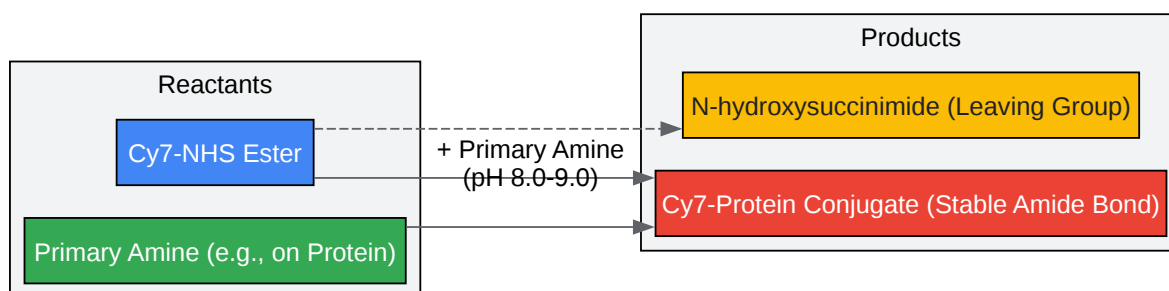 Reactants
Cy7-NHS Ester
Primary Amine (e.g., on Protein)
+ Primary Amine
(pH 8.0-9.0)
Products
N-hydroxysuccinimide (Leaving Group)
Cy7-Protein Conjugate (Stable Amide Bond)